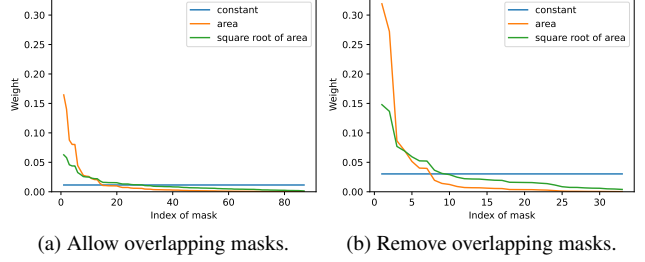 constant
area
square root of area
0.30
0.25
0.20
0.15
0.10
0.05
0.00
Weight
0 20 40 60 80
Index of mask
(a) Allow overlapping masks.
constant
area
square root of area
0.30
0.25
0.20
0.15
0.10
0.05
0.00
Weight
0 5 10 15 20 25 30
Index of mask
(b) Remove overlapping masks.